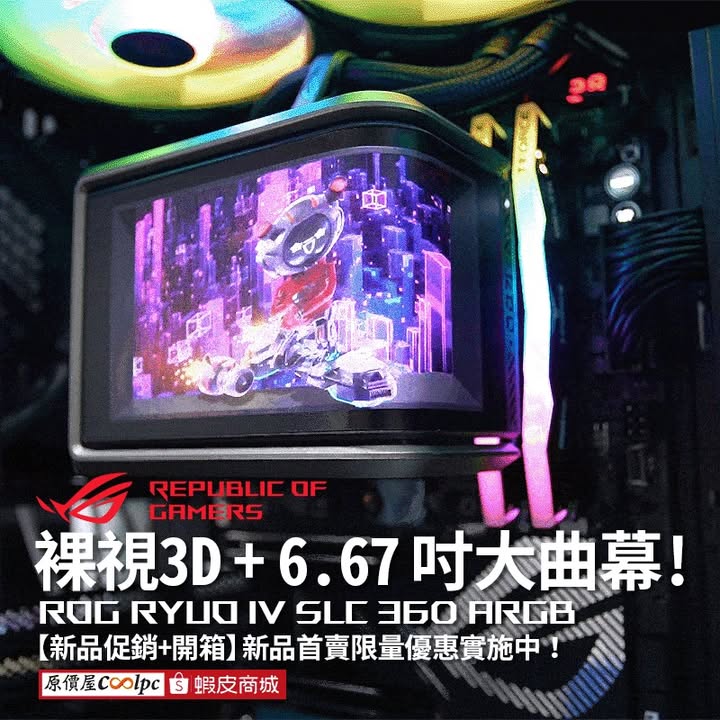 2A
REPUBLIC OF
GAMERS
裸視3D + 6.67 吋大曲幕!
ROG RYUO IV SLC 360 ARGB
【新品促銷+開箱】新品首賣限量優惠實施中！
原價屋coolpc 蝦皮商城